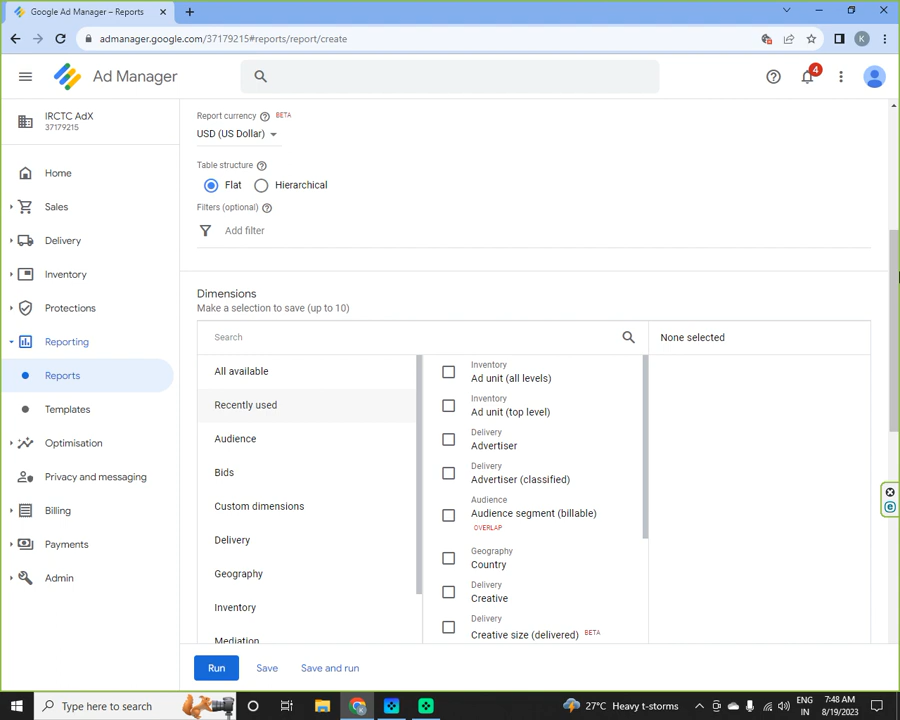 Google Ad Manager – Reports
admanager.google.com/37179215#reports/report/create
K
Ad Manager
4
IRCTC AdX
37179215
Home
Sales
Delivery
Inventory
Protections
Reporting
Reports
Templates
Optimisation
Privacy and messaging
Billing
Payments
Admin
Report currency BETA
USD (US Dollar)
Table structure
Flat Hierarchical
Filters (optional)
Add filter
Dimensions
Make a selection to save (up to 10)
Search
None selected
All available
Recently used
Audience
Bids
Custom dimensions
Delivery
Geography
Inventory
Mediation
Inventory
Ad unit (all levels)
Inventory
Ad unit (top level)
Delivery
Advertiser
Delivery
Advertiser (classified)
Audience
Audience segment (billable)
OVERLAP
Geography
Country
Delivery
Creative
Delivery
Creative size (delivered) BETA
Run Save Save and run
Type here to search
27°C Heavy t-storms
ENG
IN
7:48 AM
8/19/2023